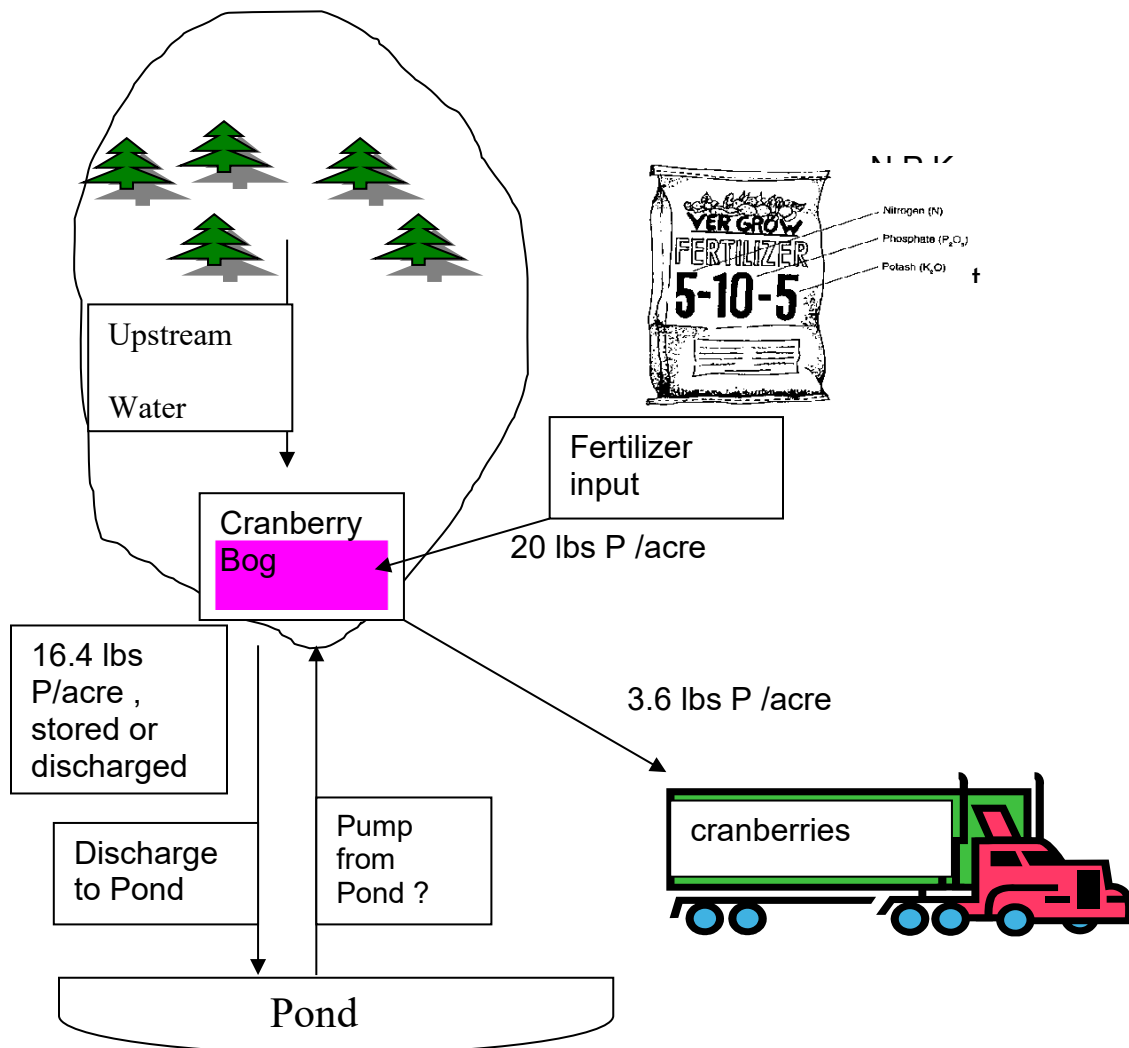 N P K
VER GROW
FERTILIZER
5-10-5
Nitrogen (N)
Phosphate (P₂O₅)
Potash (K₂O)
t
Upstream
Water
Fertilizer
input
Cranberry
Bog
20 lbs P /acre
16.4 lbs
P/acre ,
stored or
discharged
3.6 lbs P /acre
Discharge
to Pond
Pump
from
Pond ?
cranberries
Pond